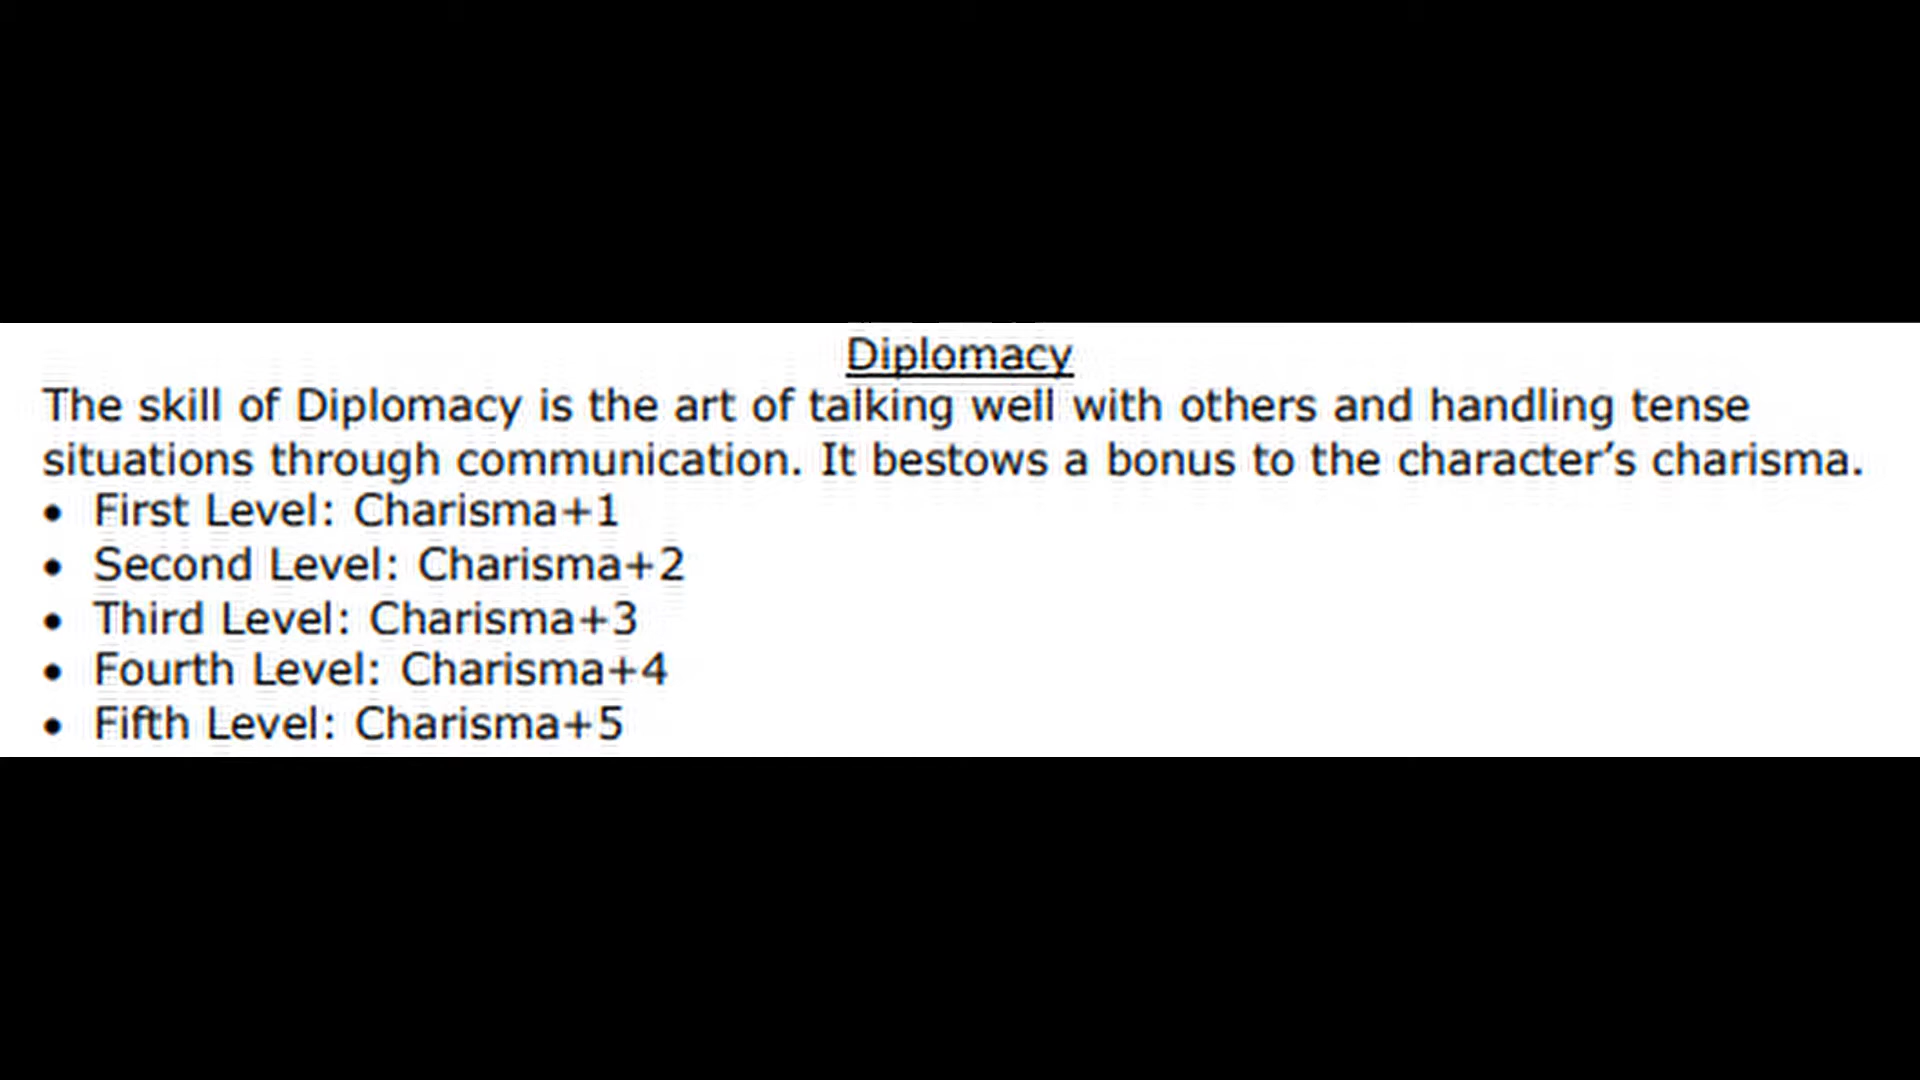 Diplomacy
The skill of Diplomacy is the art of talking well with others and handling tense
situations through communication. It bestows a bonus to the character’s charisma.
• First Level: Charisma+1
• Second Level: Charisma+2
• Third Level: Charisma+3
• Fourth Level: Charisma+4
• Fifth Level: Charisma+5